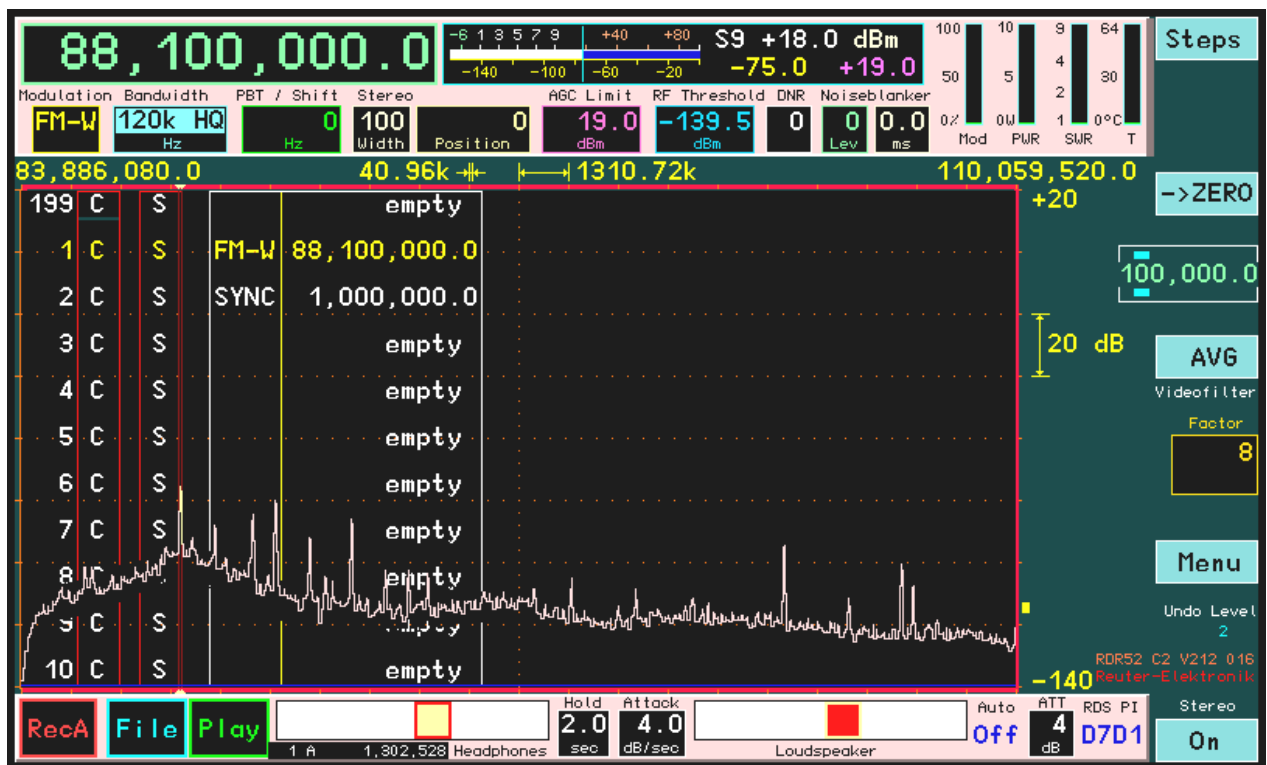 88,100,000.0
-6 1 3 5 7 9 +40 +80
-140 -100 -60 -20
S9 +18.0 dBm
-75.0 +19.0
100 10 9 64
50 5 4 30
2
0% 0W 1 0°C
Mod PWR SWR T
Steps
Modulation Bandwidth PBT / Shift Stereo AGC Limit RF Threshold DNR Noiseblanker
FM-W 120k HQ 0 100 0 19.0 -139.5 0 0 0.0
Hz Hz Width Position dBm dBm Lev ms
83,886,080.0 40.96k 1310.72k 110,059,520.0
->ZERO
+20
199 C S empty
1 C S FM-W 88,100,000.0
100,000.0
2 C S SYNC 1,000,000.0
3 C S empty
20 dB
AVG
4 C S empty
Videofilter
Factor
5 C S empty
8
6 C S empty
7 C S empty
Menu
8 C S empty
Undo Level
2
9 C S empty
RDR52 C2 V212 016
10 C S empty
-140
Reuter-Elektronik
RecA File Play
1 A 1,302,528 Headphones
Hold Attack
2.0 4.0
sec dB/sec
Loudspeaker
Auto ATT RDS PI
Off 4 D7D1
dB
Stereo
On